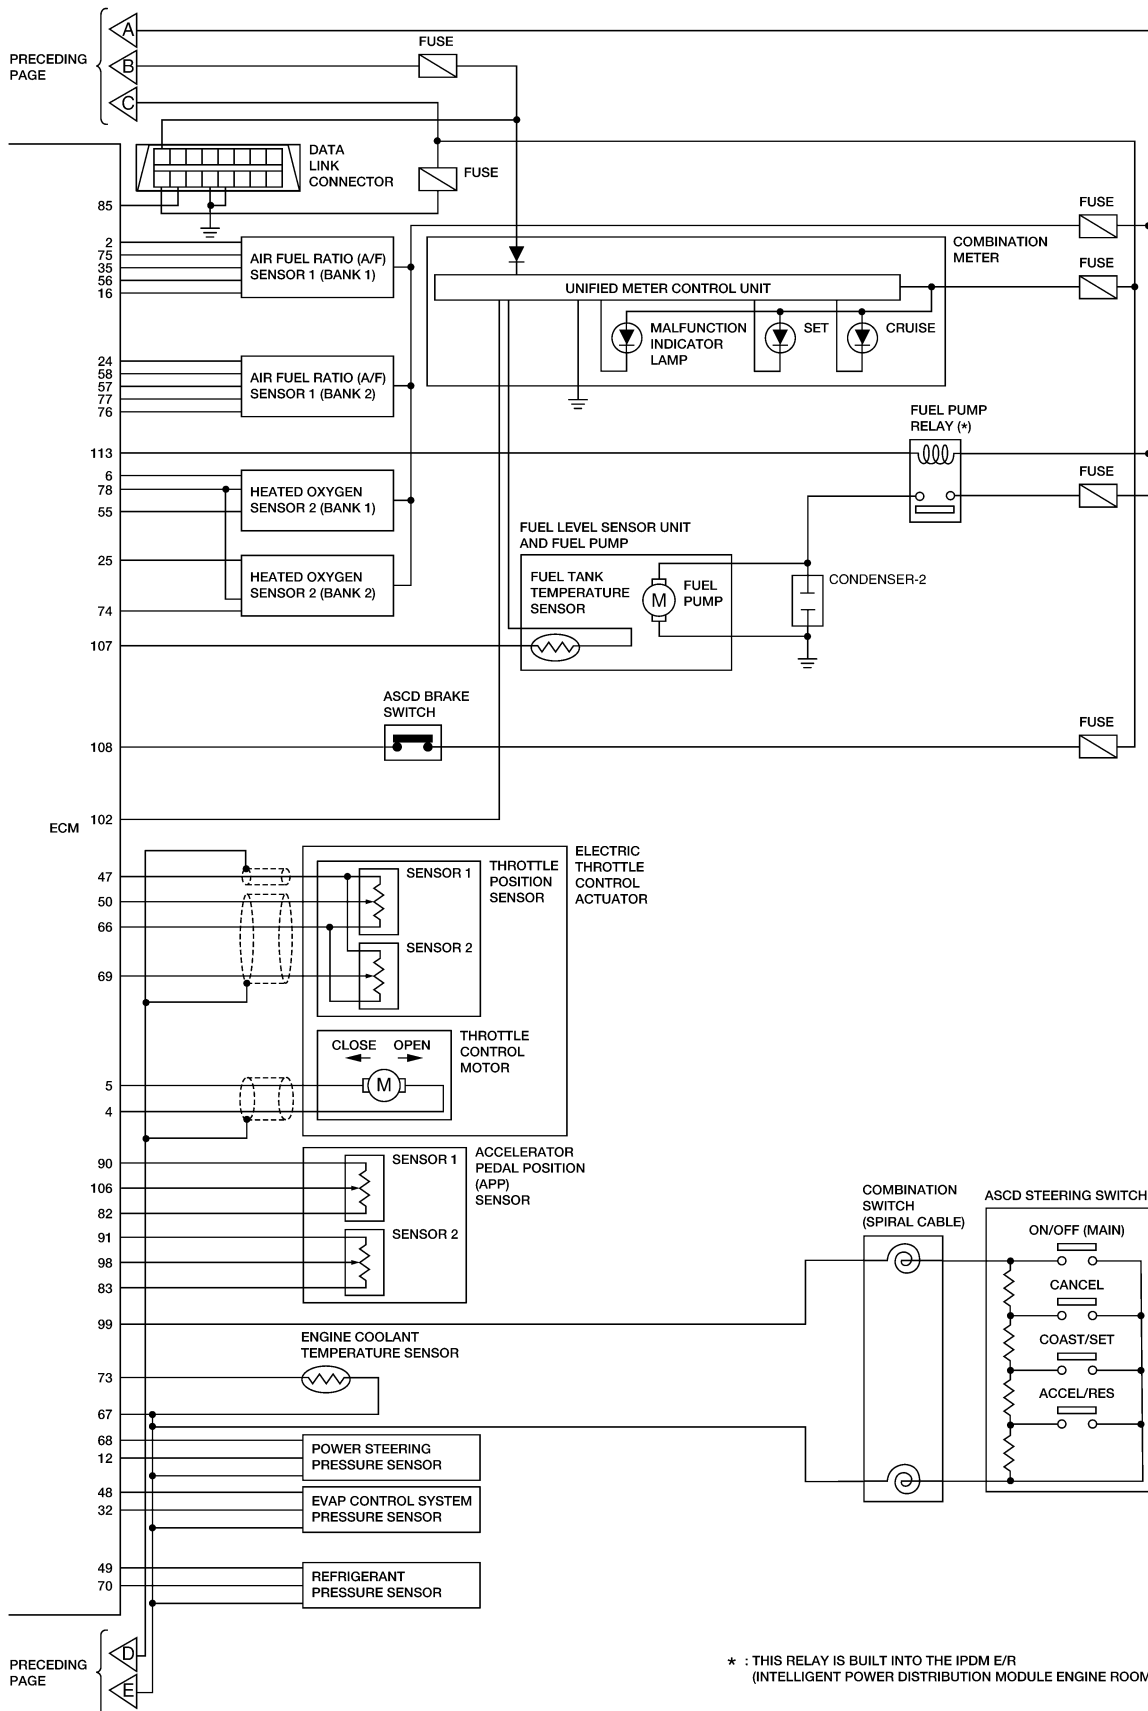 A
PRECEDING
PAGE
B
FUSE
C
DATA
LINK
CONNECTOR
FUSE
85
FUSE
2
75
35
56
16
AIR FUEL RATIO (A/F)
SENSOR 1 (BANK 1)
COMBINATION
METER
FUSE
UNIFIED METER CONTROL UNIT
MALFUNCTION
INDICATOR
LAMP
SET
CRUISE
24
58
57
77
76
AIR FUEL RATIO (A/F)
SENSOR 1 (BANK 2)
FUEL PUMP
RELAY (*)
113
6
78
55
HEATED OXYGEN
SENSOR 2 (BANK 1)
FUSE
FUEL LEVEL SENSOR UNIT
AND FUEL PUMP
25
74
HEATED OXYGEN
SENSOR 2 (BANK 2)
FUEL TANK
TEMPERATURE
SENSOR
M
FUEL
PUMP
CONDENSER-2
107
ASCD BRAKE
SWITCH
FUSE
108
102
ECM
ELECTRIC
THROTTLE
CONTROL
ACTUATOR
47
50
66
69
SENSOR 1
THROTTLE
POSITION
SENSOR
SENSOR 2
CLOSE
OPEN
THROTTLE
CONTROL
MOTOR
5
4
M
90
106
82
91
98
83
SENSOR 1
SENSOR 2
ACCELERATOR
PEDAL POSITION
(APP)
SENSOR
COMBINATION
SWITCH
(SPIRAL CABLE)
ASCD STEERING SWITCH
ON/OFF (MAIN)
CANCEL
COAST/SET
ACCEL/RES
99
ENGINE COOLANT
TEMPERATURE SENSOR
73
67
68
12
POWER STEERING
PRESSURE SENSOR
48
32
EVAP CONTROL SYSTEM
PRESSURE SENSOR
49
70
REFRIGERANT
PRESSURE SENSOR
D
PRECEDING
PAGE
E
* : THIS RELAY IS BUILT INTO THE IPDM E/R
(INTELLIGENT POWER DISTRIBUTION MODULE ENGINE ROOM